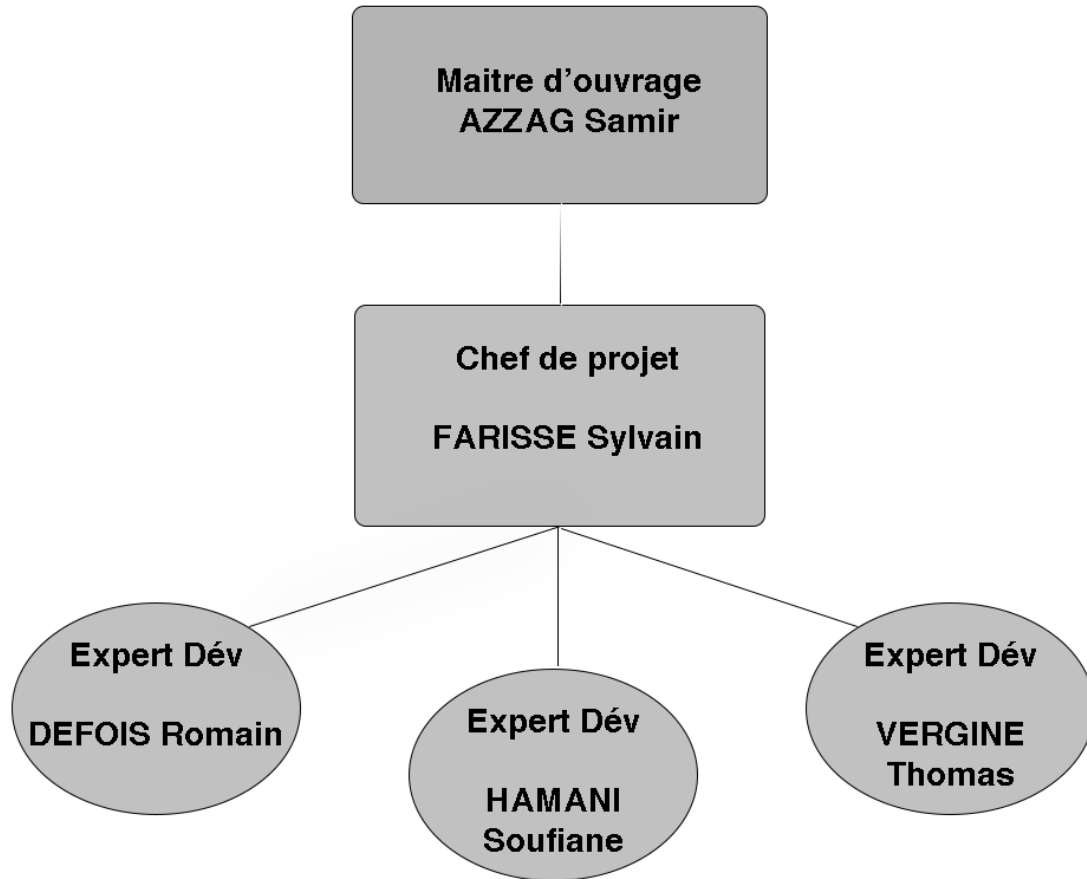 Maitre d'ouvrage
AZZAG Samir
Chef de projet
FARISSE Sylvain
Expert Dév
DEFOIS Romain
Expert Dév
HAMANI
Soufiane
Expert Dév
VERGINE
Thomas